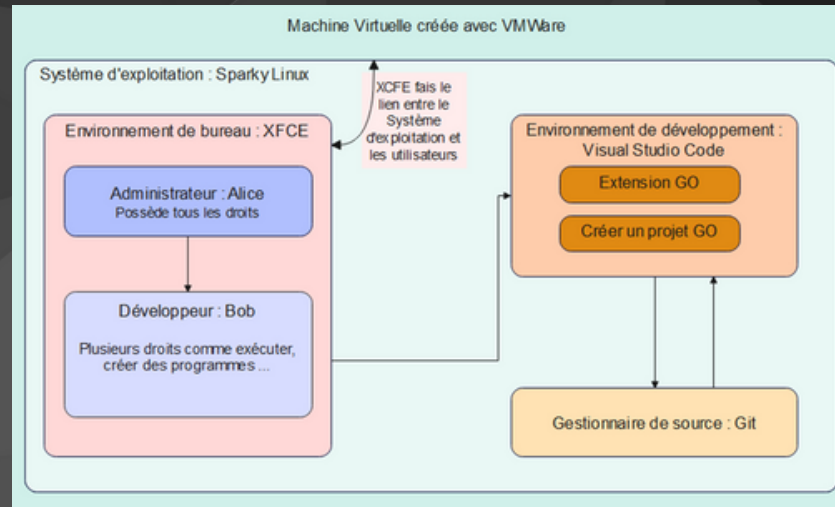 Machine Virtuelle créée avec VMWare
Système d'exploitation : Sparky Linux
XCFE fais le
lien entre le
Système
d'exploitation et
les utilisateurs
Environnement de bureau : XFCE
Administrateur : Alice
Possède tous les droits
Développeur : Bob
Plusieurs droits comme exécuter,
créer des programmes ...
Environnement de développement :
Visual Studio Code
Extension GO
Créer un projet GO
Gestionnaire de source : Git